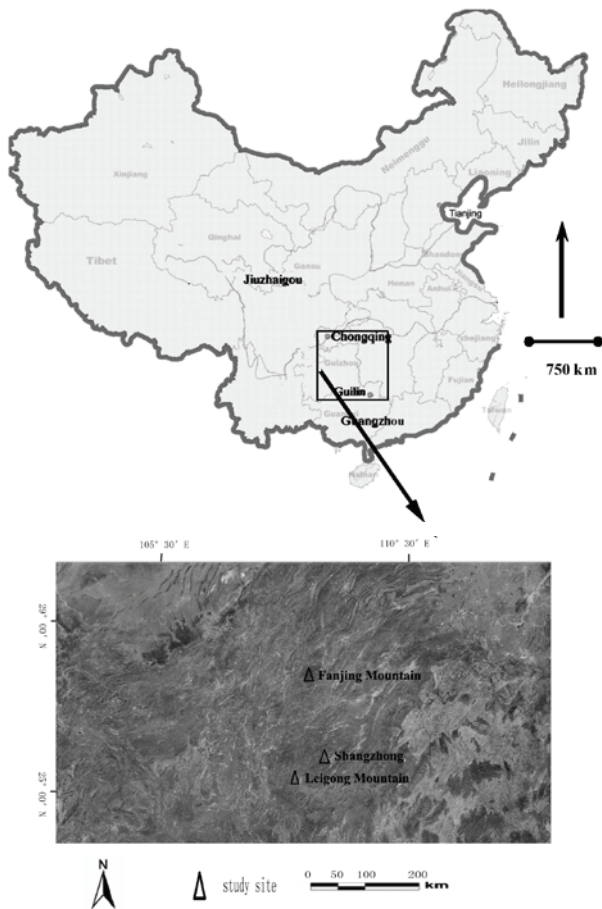 Heilongjiang
Jilin
Neimenggu
Liaoning
Xinjiang
Tianjing
Qinghai
Gansu
Tibet
Jiuzhaigou
Henan
Anhui
Chongqing
Zhejiang
750 km
Guizhou
Fujian
Guilin
Guangzhou
Taiwan
Hainan
105° 30' E
110° 20' E
29° 00' N
Fanjing Mountain
Shangzhong
Leigong Mountain
25° 00' N
N
study site
0 50 100 200
km